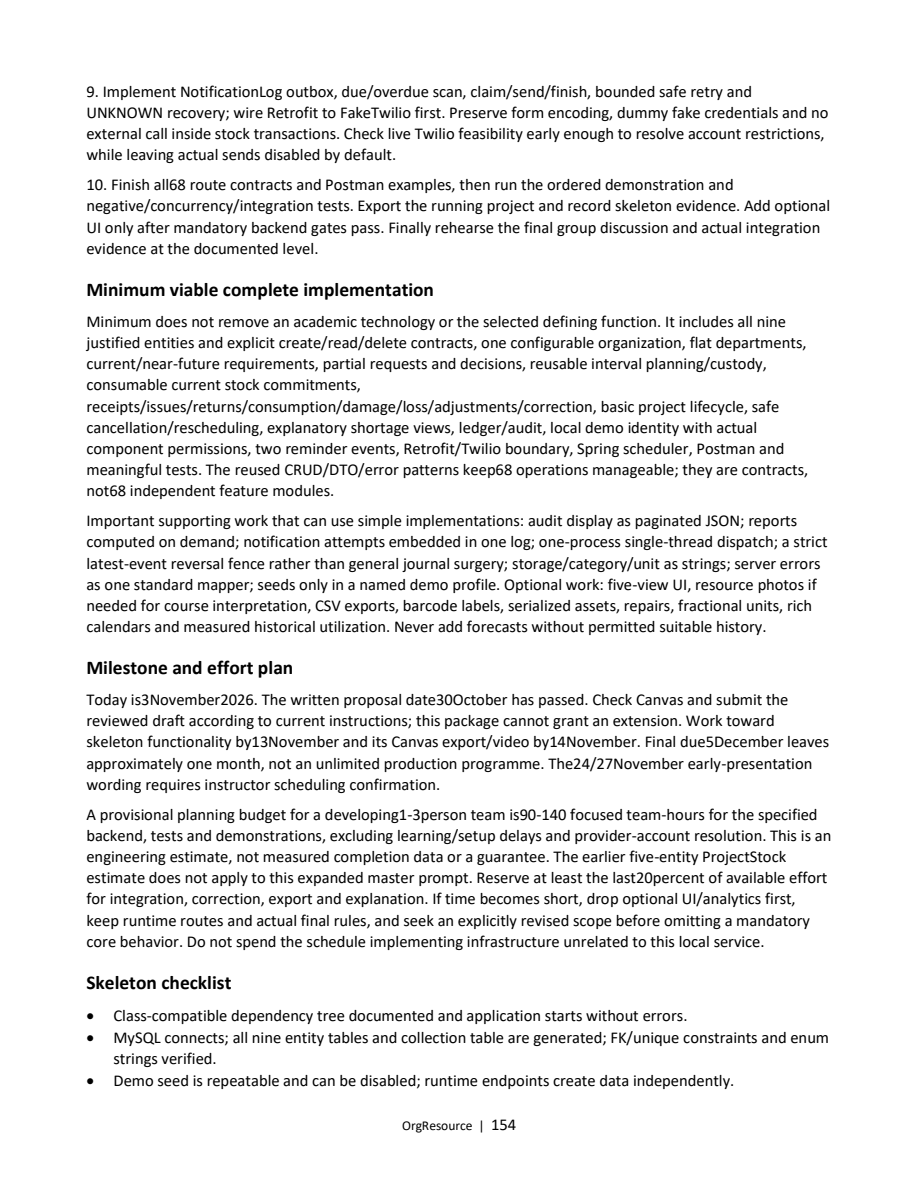 9. Implement NotificationLog outbox, due/overdue scan, claim/send/finish, bounded safe retry and
UNKNOWN recovery; wire Retrofit to FakeTwilio first. Preserve form encoding, dummy fake credentials and no
external call inside stock transactions. Check live Twilio feasibility early enough to resolve account restrictions,
while leaving actual sends disabled by default.
10. Finish all68 route contracts and Postman examples, then run the ordered demonstration and
negative/concurrency/integration tests. Export the running project and record skeleton evidence. Add optional
UI only after mandatory backend gates pass. Finally rehearse the final group discussion and actual integration
evidence at the documented level.
Minimum viable complete implementation
Minimum does not remove an academic technology or the selected defining function. It includes all nine
justified entities and explicit create/read/delete contracts, one configurable organization, flat departments,
current/near-future requirements, partial requests and decisions, reusable interval planning/custody,
consumable current stock commitments,
receipts/issues/returns/consumption/damage/loss/adjustments/correction, basic project lifecycle, safe
cancellation/rescheduling, explanatory shortage views, ledger/audit, local demo identity with actual
component permissions, two reminder events, Retrofit/Twilio boundary, Spring scheduler, Postman and
meaningful tests. The reused CRUD/DTO/error patterns keep68 operations manageable; they are contracts,
not68 independent feature modules.
Important supporting work that can use simple implementations: audit display as paginated JSON; reports
computed on demand; notification attempts embedded in one log; one-process single-thread dispatch; a strict
latest-event reversal fence rather than general journal surgery; storage/category/unit as strings; server errors
as one standard mapper; seeds only in a named demo profile. Optional work: five-view UI, resource photos if
needed for course interpretation, CSV exports, barcode labels, serialized assets, repairs, fractional units, rich
calendars and measured historical utilization. Never add forecasts without permitted suitable history.
Milestone and effort plan
Today is3November2026. The written proposal date30October has passed. Check Canvas and submit the
reviewed draft according to current instructions; this package cannot grant an extension. Work toward
skeleton functionality by13November and its Canvas export/video by14November. Final due5December leaves
approximately one month, not an unlimited production programme. The24/27November early-presentation
wording requires instructor scheduling confirmation.
A provisional planning budget for a developing1-3person team is90-140 focused team-hours for the specified
backend, tests and demonstrations, excluding learning/setup delays and provider-account resolution. This is an
engineering estimate, not measured completion data or a guarantee. The earlier five-entity ProjectStock
estimate does not apply to this expanded master prompt. Reserve at least the last20percent of available effort
for integration, correction, export and explanation. If time becomes short, drop optional UI/analytics first,
keep runtime routes and actual final rules, and seek an explicitly revised scope before omitting a mandatory
core behavior. Do not spend the schedule implementing infrastructure unrelated to this local service.
Skeleton checklist
• Class-compatible dependency tree documented and application starts without errors.
• MySQL connects; all nine entity tables and collection table are generated; FK/unique constraints and enum
strings verified.
• Demo seed is repeatable and can be disabled; runtime endpoints create data independently.
OrgResource | 154